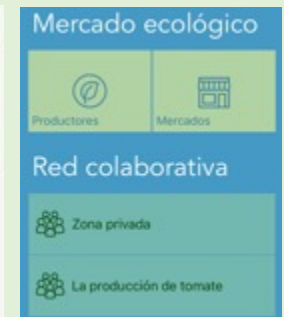 Mercado ecológico
Productores Mercados
Red colaborativa
Zona privada
La producción de tomate